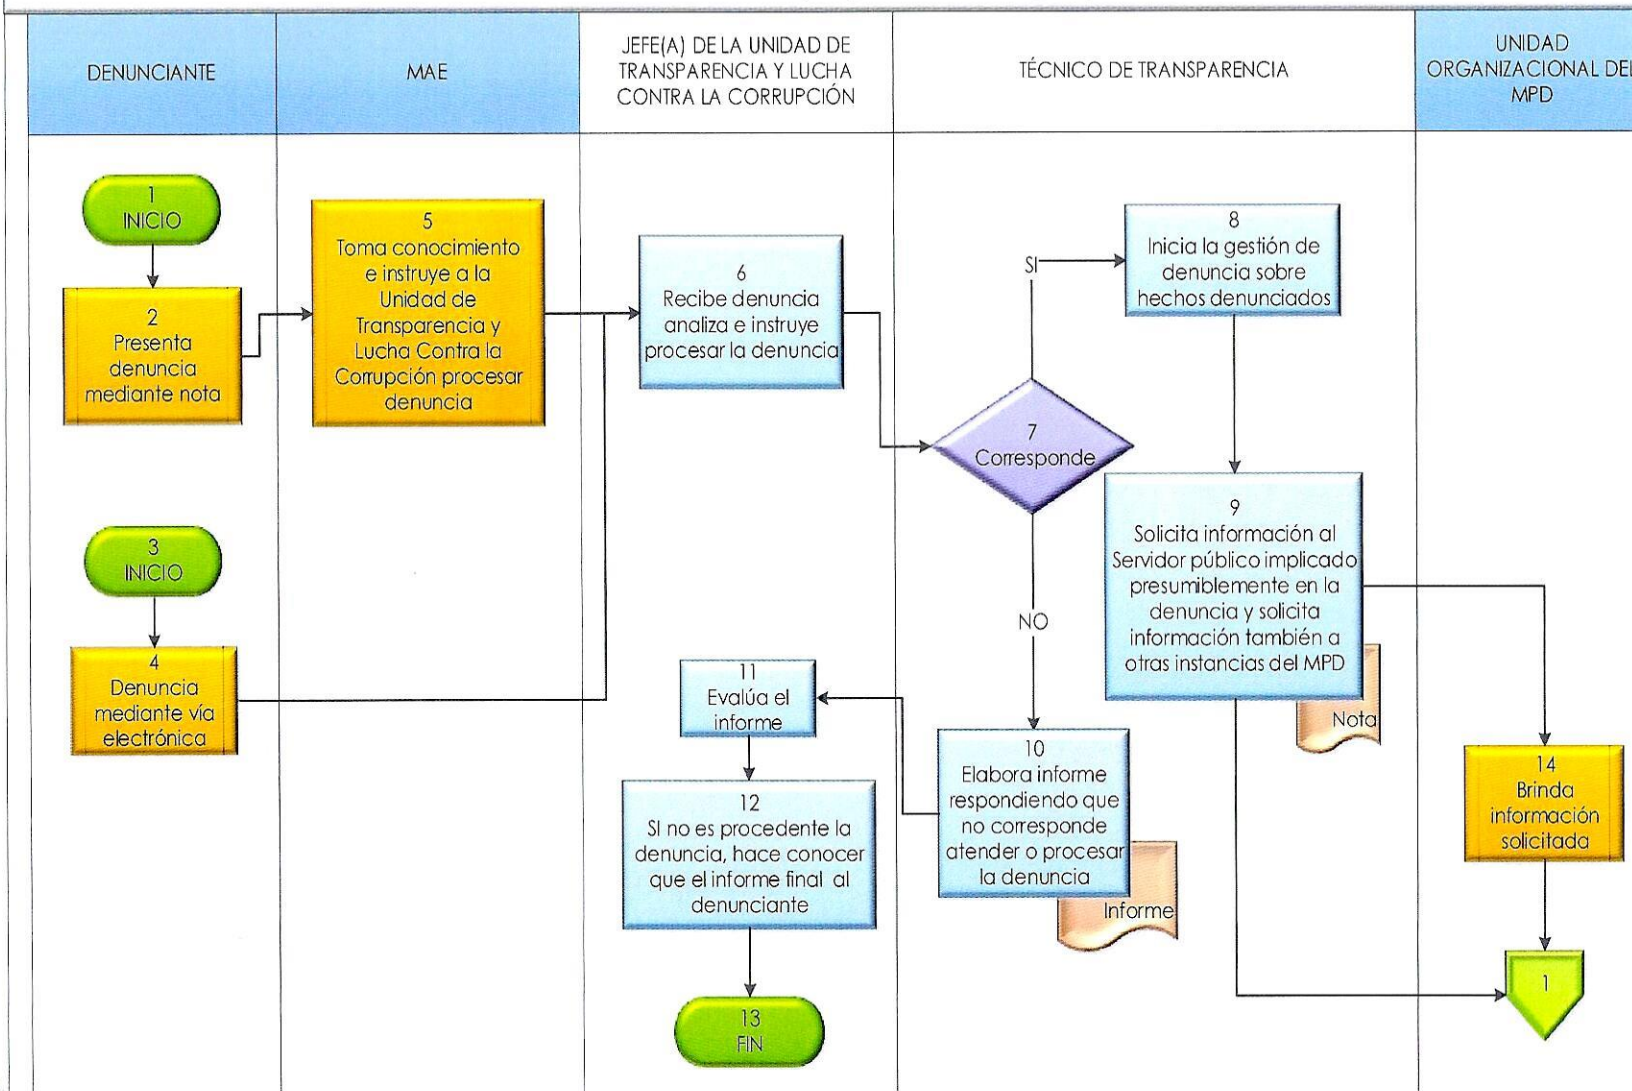 DENUNCIANTE
MAE
JEFE(A) DE LA UNIDAD DE
TRANSPARENCIA Y LUCHA
CONTRA LA CORRUPCIÓN
TÉCNICO DE TRANSPARENCIA
UNIDAD
ORGANIZACIONAL DEL
MPD
1
INICIO
2
Presenta
denuncia
mediante nota
3
INICIO
4
Denuncia
mediante vía
electrónica
5
Toma conocimiento
e instruye a la
Unidad de
Transparencia y
Lucha Contra la
Corrupción procesar
denuncia
6
Recibe denuncia
analiza e instruye
procesar la denuncia
7
Corresponde
SI
NO
8
Inicia la gestión de
denuncia sobre
hechos denunciados
9
Solicita información al
Servidor público implicado
presumiblemente en la
denuncia y solicita
información también a
otras instancias del MPD
Nota
10
Elabora informe
respondiendo que
no corresponde
atender o procesar
la denuncia
Informe
11
Evalúa el
informe
12
SI no es procedente la
denuncia, hace conocer
que el informe final al
denunciante
13
FIN
14
Brinda
información
solicitada
1